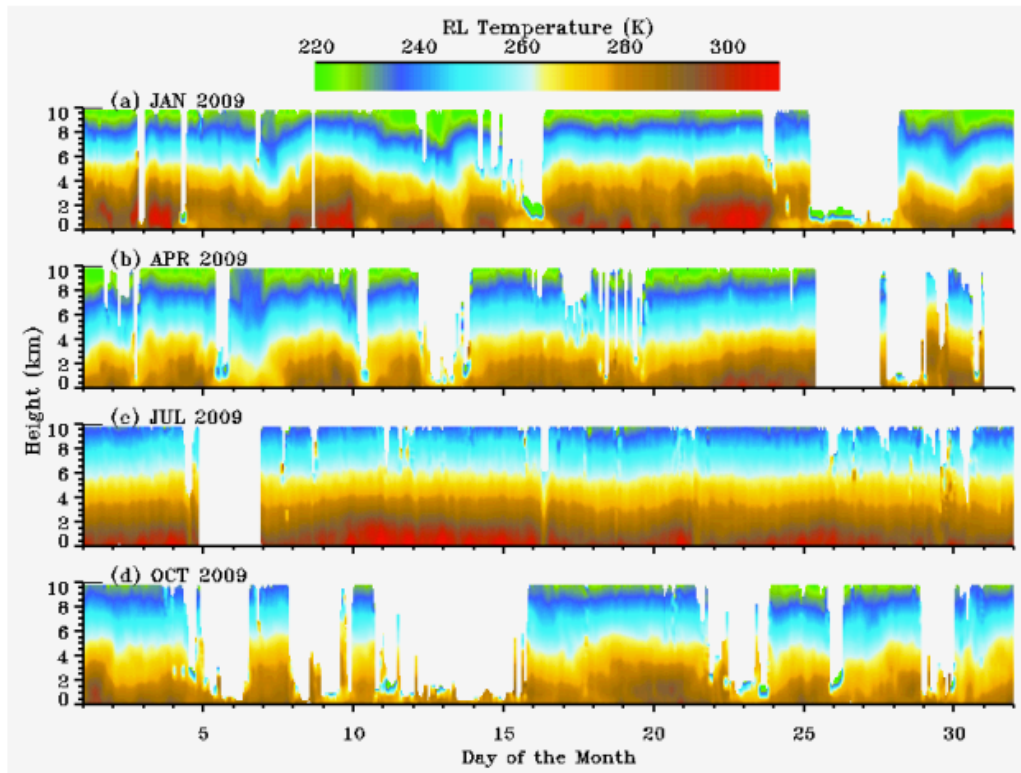 RL Temperature (K)
220 240 260 280 300
(a) JAN 2009
10
8
6
4
2
0
(b) APR 2009
10
8
6
4
2
0
Height (km)
(c) JUL 2009
10
8
6
4
2
0
(d) OCT 2009
10
8
6
4
2
0
5 10 15 20 25 30
Day of the Month